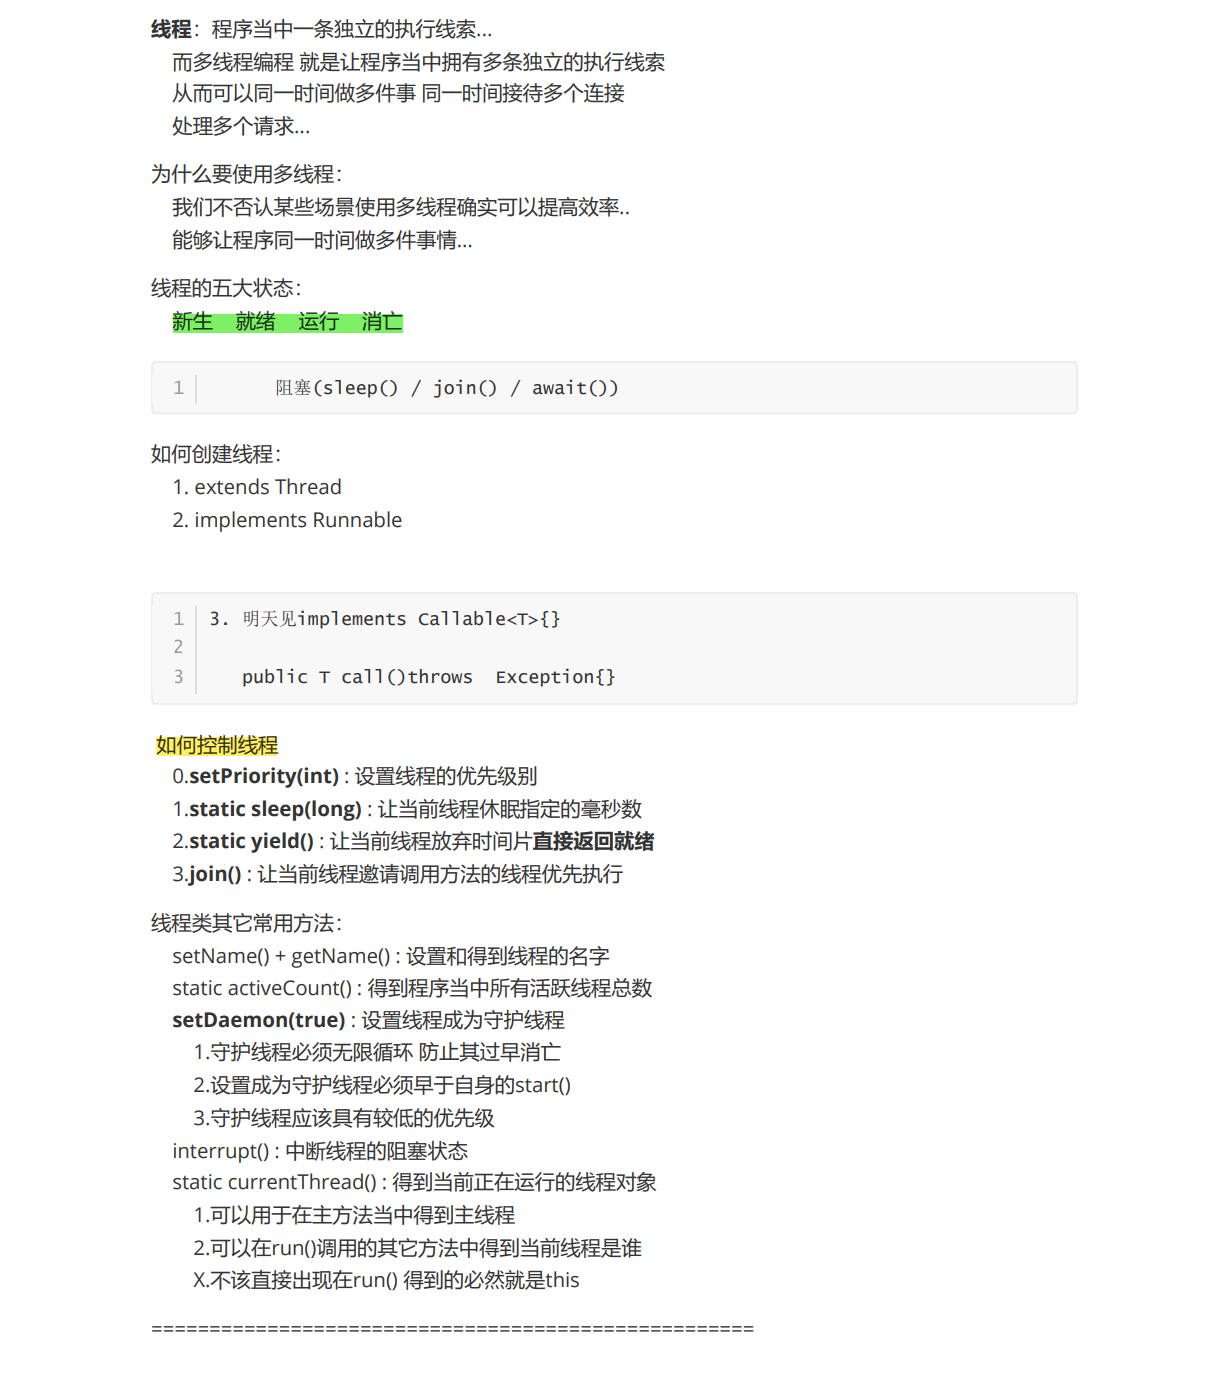 线程：程序当中一条独立的执行线索...
而多线程编程 就是让程序当中拥有多条独立的执行线索
从而可以同一时间做多件事 同一时间接待多个连接
处理多个请求...
为什么要使用多线程：
我们不否认某些场景使用多线程确实可以提高效率..
能够让程序同一时间做多件事情...
线程的五大状态：
新生 就绪 运行 消亡
1 阻塞(sleep() / join() / await())
如何创建线程：
1. extends Thread
2. implements Runnable
1 3. 明天见implements Callable<T>{}
2
3 public T call()throws Exception{}
如何控制线程
0.setPriority(int) : 设置线程的优先级别
1.static sleep(long) : 让当前线程休眠指定的毫秒数
2.static yield() : 让当前线程放弃时间片直接返回就绪
3.join() : 让当前线程邀请调用方法的线程优先执行
线程类其它常用方法：
setName() + getName() : 设置和得到线程的名字
static activeCount() : 得到程序当中所有活跃线程总数
setDaemon(true) : 设置线程成为守护线程
1.守护线程必须无限循环 防止其过早消亡
2.设置成为守护线程必须早于自身的start()
3.守护线程应该具有较低的优先级
interrupt() : 中断线程的阻塞状态
static currentThread() : 得到当前正在运行的线程对象
1.可以用于在主方法当中得到主线程
2.可以在run()调用的其它方法中得到当前线程是谁
X.不该直接出现在run() 得到的必然就是this
====================================================